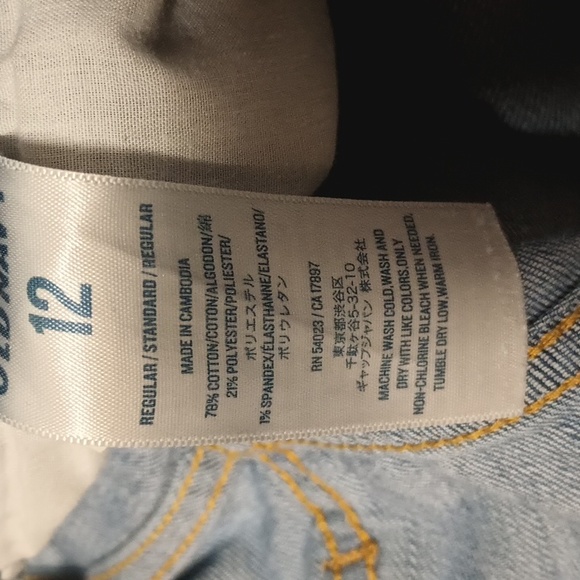 OLD NAVY
12
REGULAR / STANDARD / REGULAR
MADE IN CAMBODIA
78% COTTON/COTON/ALGODON/綿
21% POLYESTER/POLIESTER/
ポリエステル
1% SPANDEX/ELASTHANNE/ELASTANO/
ポリウレタン
RN 54023 / CA 17897
東京都渋谷区
千駄ヶ谷5-32-10
ギャップジャパン 株式会社
MACHINE WASH COLD,WASH AND
DRY WITH LIKE COLORS.ONLY
NON-CHLORINE BLEACH WHEN NEEDED.
TUMBLE DRY LOW.WARM IRON.